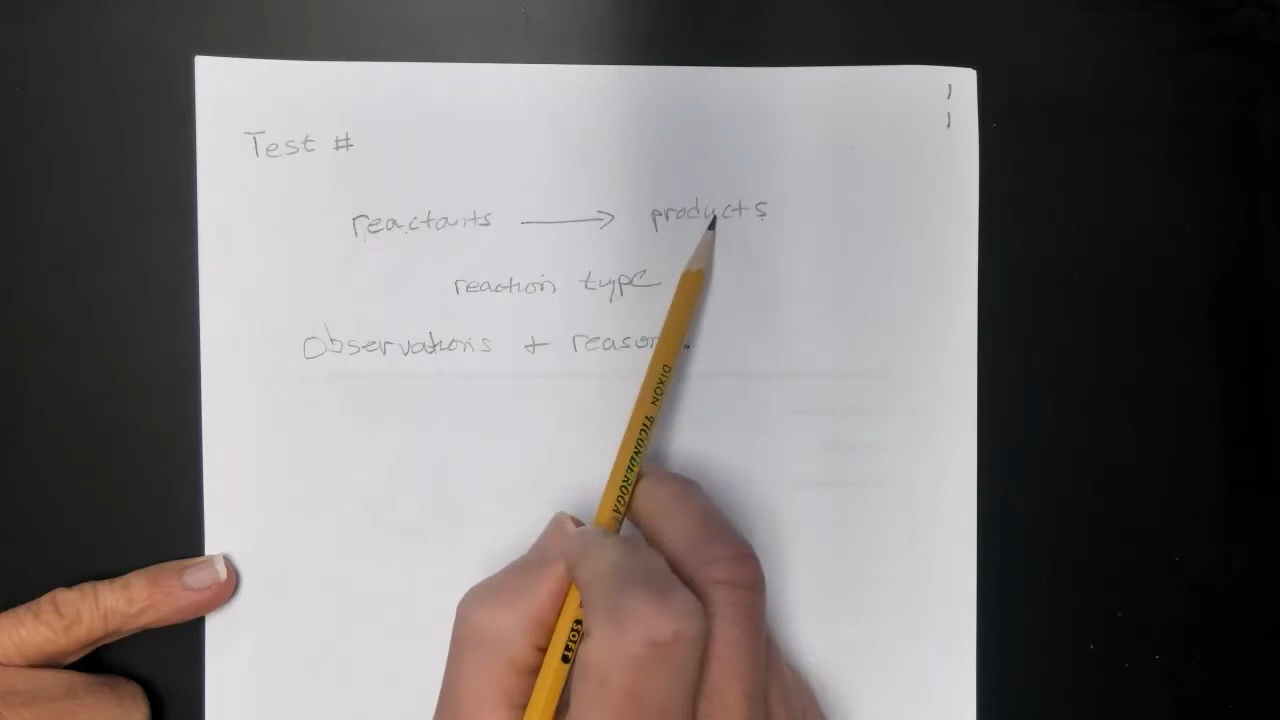 Test #
reactants → products
reaction type
Observations + reason
DIXON TICONDEROGA
SOFT